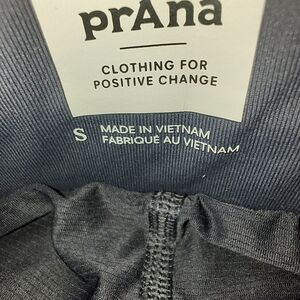 prAna
CLOTHING FOR
POSITIVE CHANGE
S MADE IN VIETNAM
FABRIQUÉ AU VIETNAM